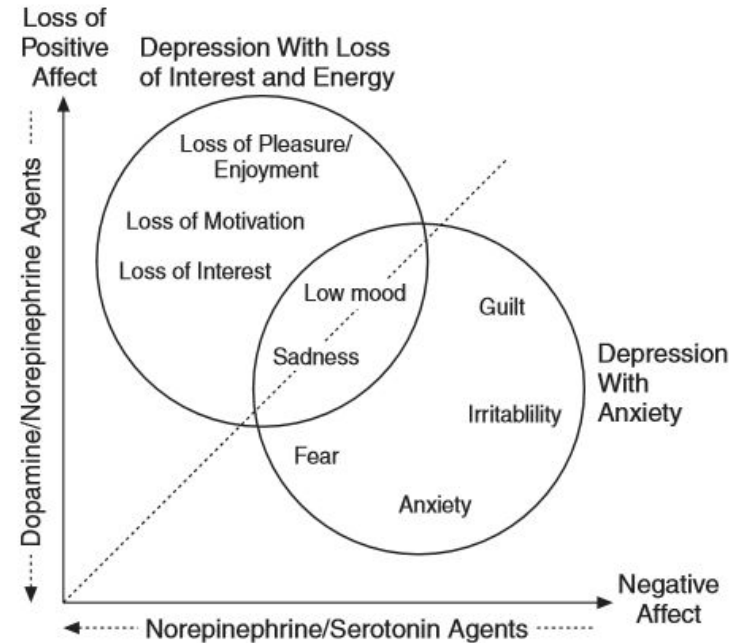 Loss of
Positive
Affect
Depression With Loss
of Interest and Energy
Loss of Pleasure/
Enjoyment
Loss of Motivation
Loss of Interest
Low mood
Sadness
Guilt
Irritablility
Fear
Anxiety
Depression
With
Anxiety
Dopamine/Norepinephrine Agents
Negative
Affect
Norepinephrine/Serotonin Agents